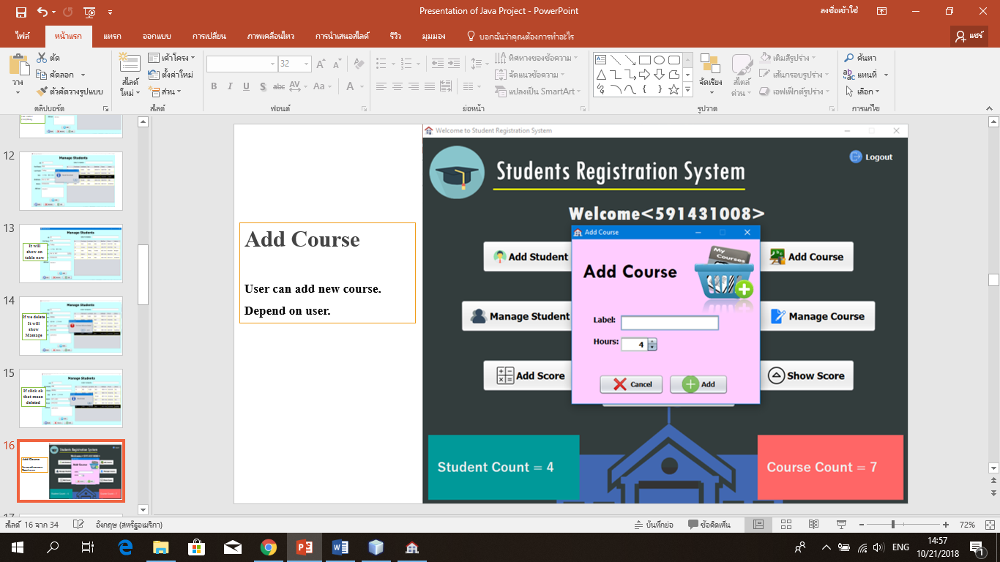 Presentation of Java Project - PowerPoint
ลงชื่อเข้าใช้
ไฟล์ หน้าแรก แทรก ออกแบบ การเปลี่ยน ภาพเคลื่อนไหว การนำเสนอสไลด์ รีวิว มุมมอง บอกฉันว่าคุณต้องการทำอะไร แชร์
วาง
ตัด
คัดลอก
ตัวคัดวางรูปแบบ
คลิปบอร์ด
สไลด์
ใหม่
เค้าโครง
ตั้งค่าใหม่
ส่วน
สไลด์
32
B I U S abc AV Aa A
ฟอนต์
ทิศทางของข้อความ
จัดแนวข้อความ
แปลงเป็น SmartArt
ย่อหน้า
จัดเรียง
สไตล์
ด่วน
เติมสีรูปร่าง
เส้นกรอบรูปร่าง
เอฟเฟ็กต์รูปร่าง
รูปวาด
ค้นหา
แทนที่
เลือก
การแก้ไข
12
Manage Students
13
It will
show on
table now
14
Manage Students
If we delete
It will
show
Mamage
15
If click ok
that mean
deleted
16
Add Course
17
Add Course
User can add new course.
Depend on user.
Welcome to Student Registration System
Students Registration System
Logout
Welcome<591431008>
Add Student
Add Course
Manage Student
Manage Course
Add Score
Show Score
Add Course
My
Courses
Add Course
Label:
Hours: 4
Cancel Add
Student Count = 4
Course Count = 7
สไลด์ 16 จาก 34 อังกฤษ (สหรัฐอเมริกา) บันทึกย่อ ข้อคิดเห็น 72%
ENG
14:57
10/21/2018
1